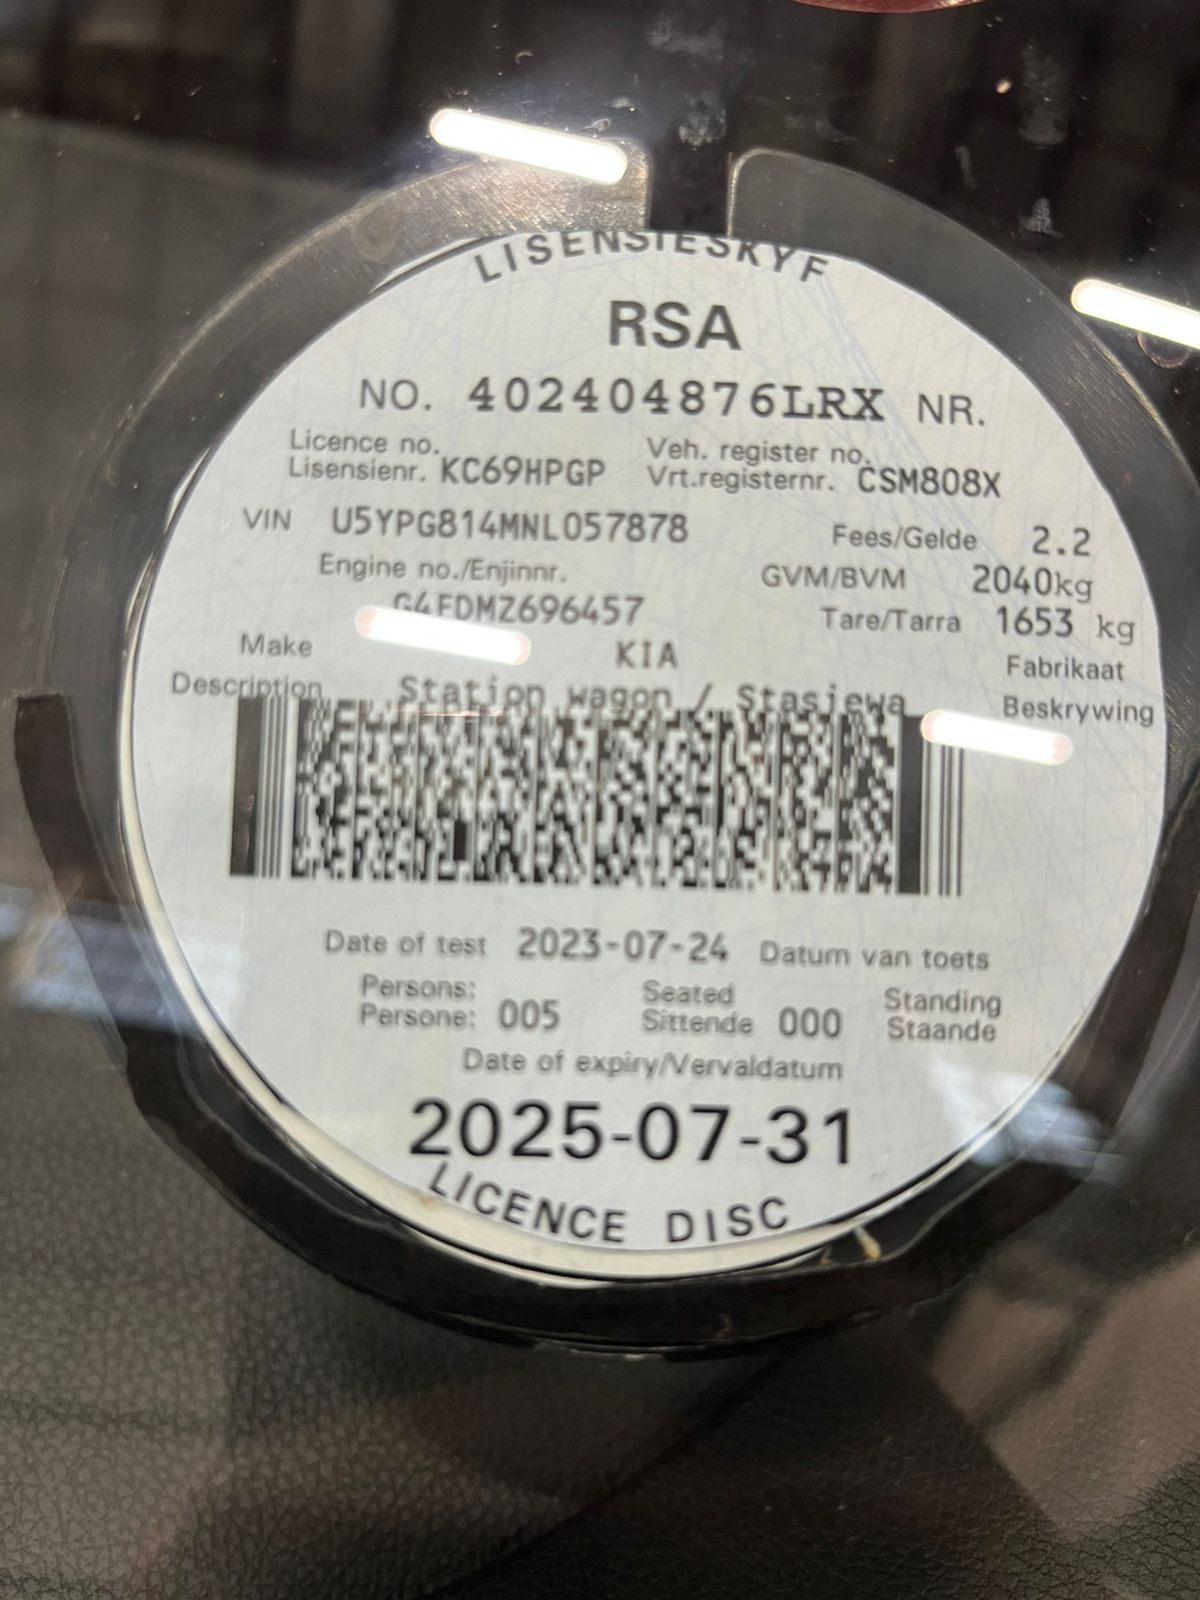 LISENSIESKYF
RSA
NO. 402404876LRX NR.
Licence no. Veh. register no.
Lisensienr. KC69HPGP Vrt.registernr. CSM808X
VIN U5YPG814MNL057878 Fees/Gelde 2.2
Engine no./Enjinnr. GVM/BVM 2040kg
G4FDMZ696457 Tare/Tarra 1653 kg
Make KIA Fabrikaat
Description Station wagon / Stasiewa Beskrywing
Date of test 2023-07-24 Datum van toets
Persons: Seated Standing
Persone: 005 Sittende 000 Staande
Date of expiry/Vervaldatum
2025-07-31
LICENCE DISC